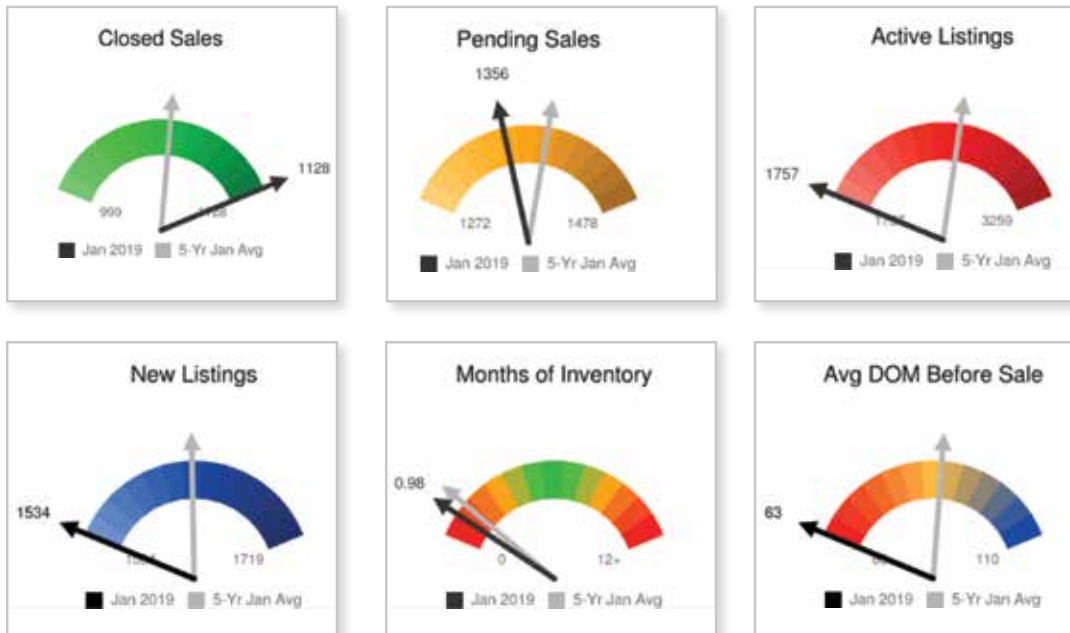 Closed Sales
1128
999
Jan 2019 5-Yr Jan Avg
Pending Sales
1356
1272 1478
Jan 2019 5-Yr Jan Avg
Active Listings
1757
3259
Jan 2019 5-Yr Jan Avg
New Listings
1534
1719
Jan 2019 5-Yr Jan Avg
Months of Inventory
0.98
0 12+
Jan 2019 5-Yr Jan Avg
Avg DOM Before Sale
63
110
Jan 2019 5-Yr Jan Avg